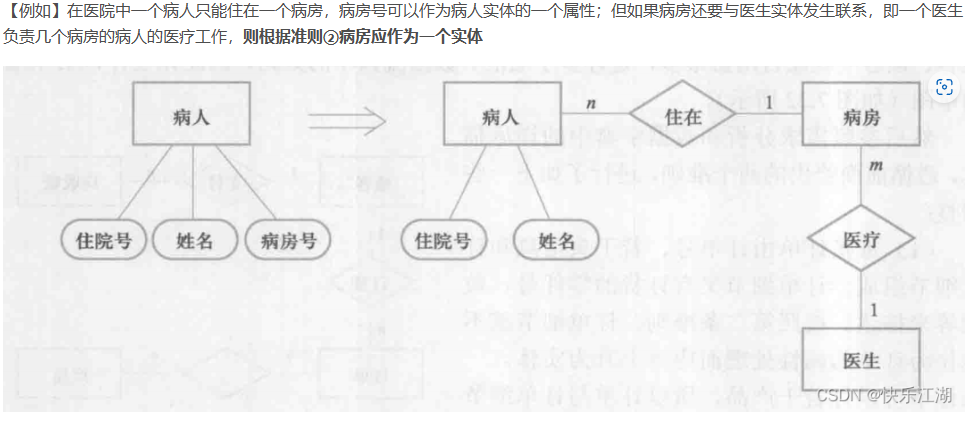 【例如】在医院中一个病人只能住在一个病房，病房号可以作为病人实体的一个属性；但如果病房还要与医生实体发生联系，即一个医生
负责几个病房的病人的医疗工作，则根据准则②病房应作为一个实体
病人
病人
n
住在
1
病房
m
住院号
姓名
病房号
住院号
姓名
医疗
1
医生
CSDN @快乐江湖